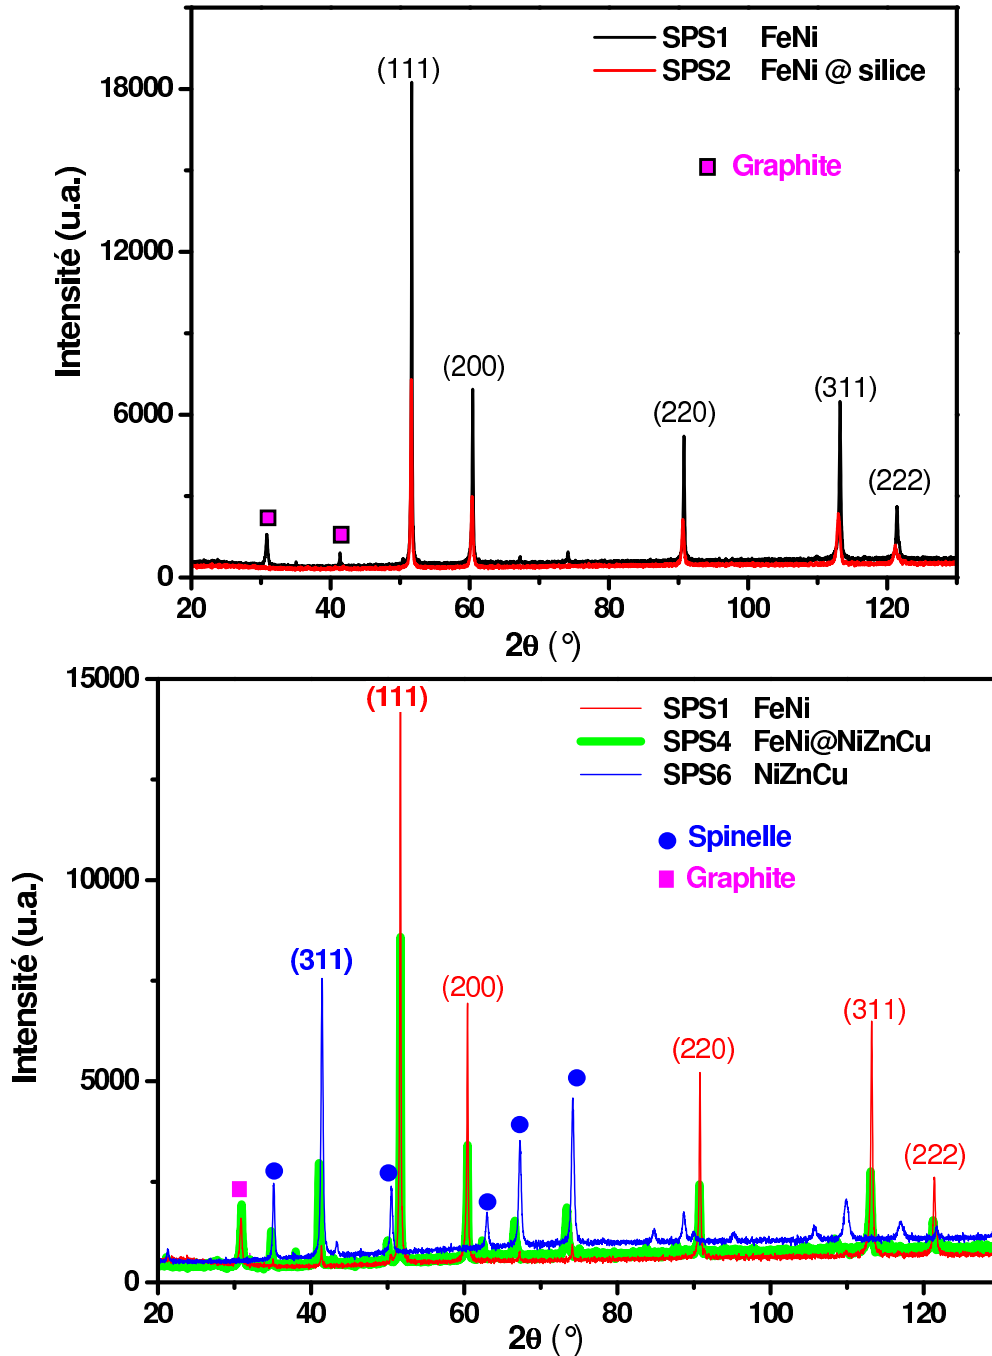 SPS1 FeNi
(111)
SPS2 FeNi @ silice
18000
Graphite
12000
Intensité (u.a.)
(200)
(311)
6000
(220)
(222)
0
20 40 60 80 100 120
2θ (°)
15000
(111)
SPS1 FeNi
SPS4 FeNi@NiZnCu
SPS6 NiZnCu
Spinelle
Graphite
10000
Intensité (u.a.)
(311)
(200)
(311)
(220)
5000
(222)
0
20 40 60 80 100 120
2θ (°)